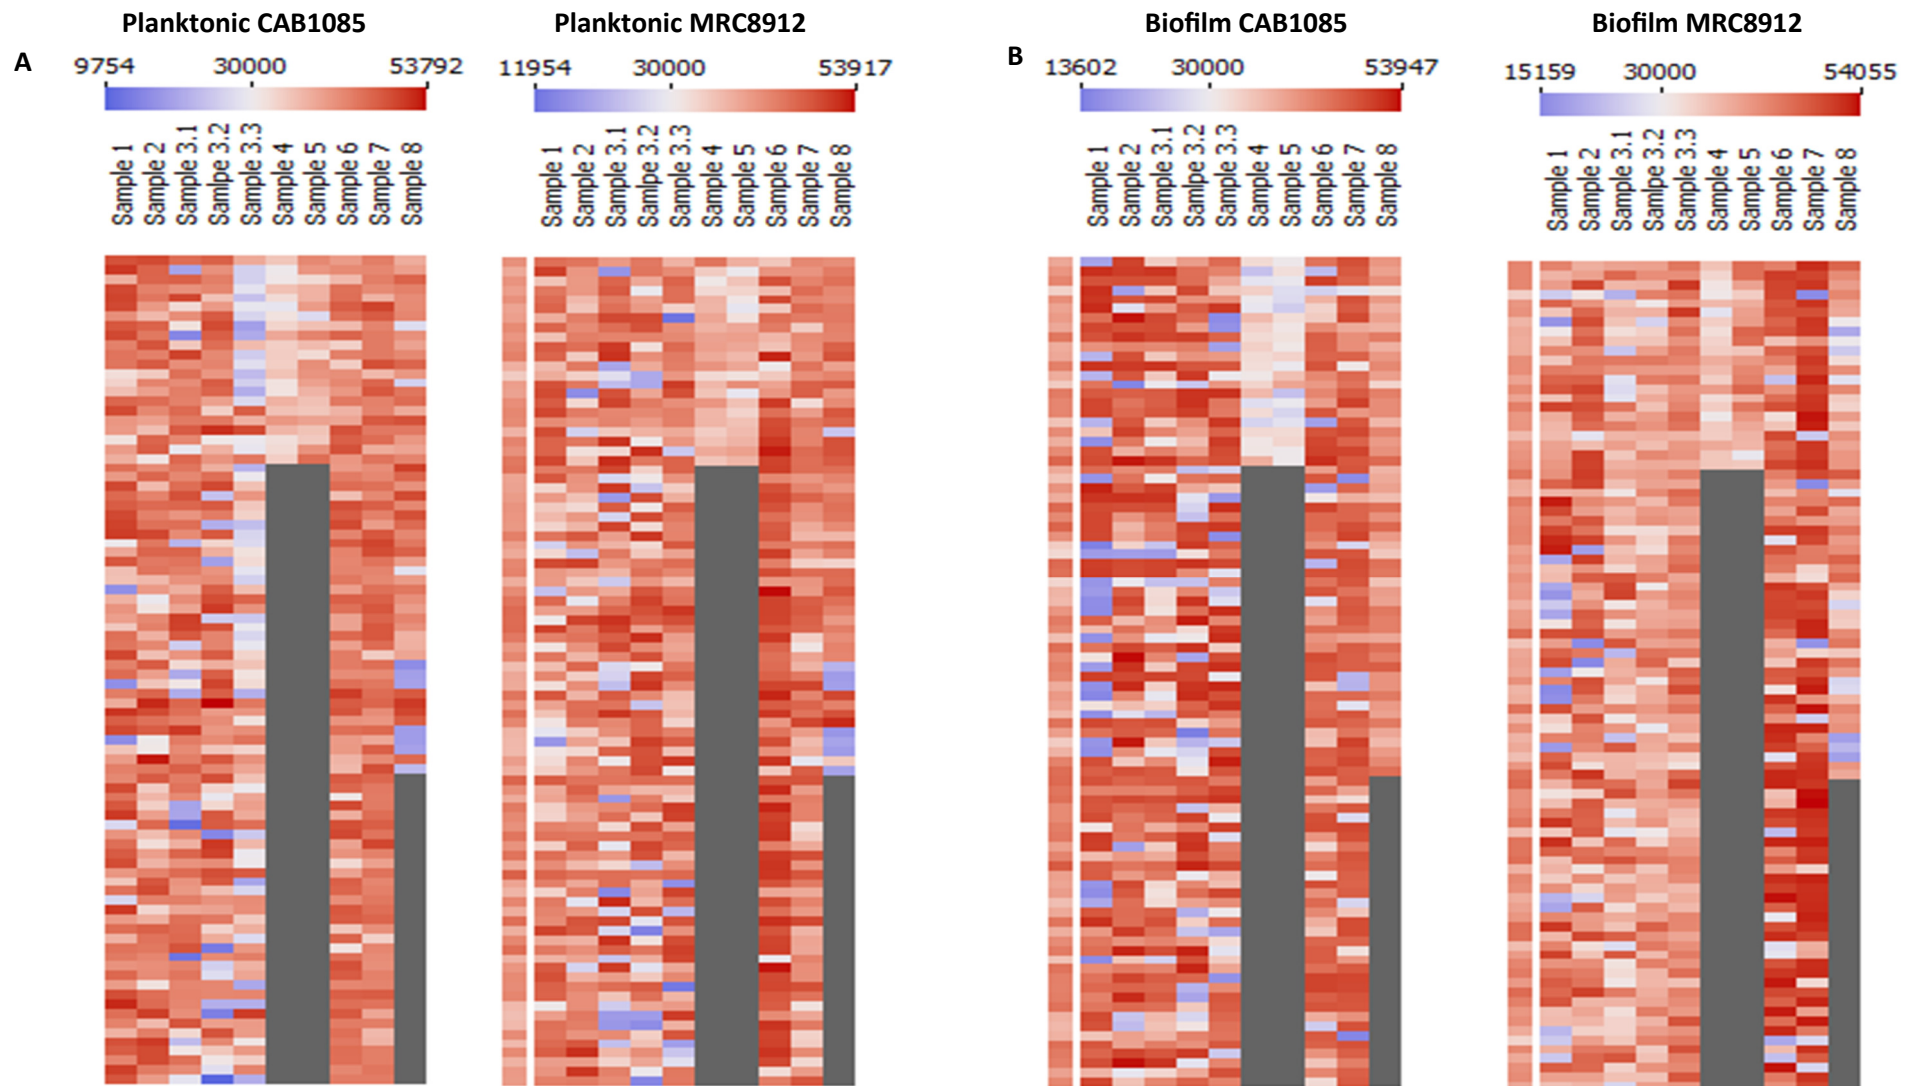 Planktonic CAB1085
Planktonic MRC8912
Biofilm CAB1085
Biofilm MRC8912
A
9754 30000 53792
11954 30000 53917
B
13602 30000 53947
15159 30000 54055
Sample 1
Sample 2
Sample 3.1
Samlpe 3.2
Sample 3.3
Sample 4
Sample 5
Sample 6
Sample 7
Sample 8
Sample 1
Sample 2
Sample 3.1
Samlpe 3.2
Sample 3.3
Sample 4
Sample 5
Sample 6
Sample 7
Sample 8
Sample 1
Sample 2
Sample 3.1
Samlpe 3.2
Sample 3.3
Sample 4
Sample 5
Sample 6
Sample 7
Sample 8
Sample 1
Sample 2
Sample 3.1
Samlpe 3.2
Sample 3.3
Sample 4
Sample 5
Sample 6
Sample 7
Sample 8